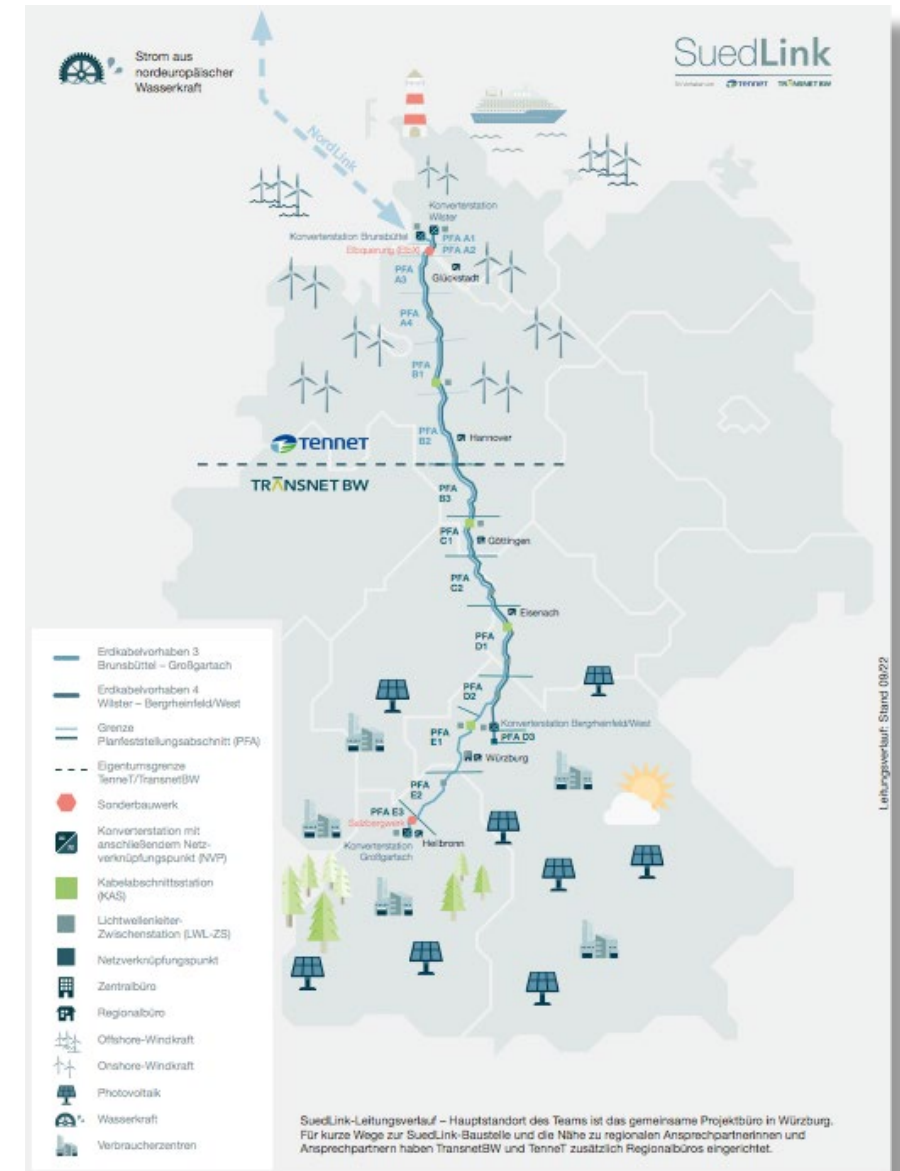 Strom aus
nordeuropäischer
Wasserkraft
SuedLink
TENNET TRANSNET BW
NordLink
Konverterstation
Wilster
Konverterstation Brunsbüttel
Elbquerung (ElbX)
PFA A1
PFA A2
PFA
A3
Glückstadt
PFA
A4
PFA
B1
PFA
B2
Hannover
TENNET
TRANSNET BW
PFA
B3
PFA
C1
Göttingen
PFA
C2
Eisenach
PFA
D1
PFA
D2
Konverterstation Bergrheinfeld/West
PFA
E1
PFA D3
Würzburg
PFA
E2
PFA E3
Salzbergwerk
Heilbronn
Konverterstation
Großgartach
Erdkabelvorhaben 3
Brunsbüttel – Großgartach
Erdkabelvorhaben 4
Wilster – Bergrheinfeld/West
Grenze
Planfeststellungsabschnitt (PFA)
Eigentumsgrenze
TenneT/TransnetBW
Sonderbauwerk
Konverterstation mit
anschließendem Netz-
verknüpfungspunkt (NVP)
Kabelabschnittsstation
(KAS)
Lichtwellenleiter-
Zwischenstation (LWL-ZS)
Netzverknüpfungspunkt
Zentralbüro
Regionalbüro
Offshore-Windkraft
Onshore-Windkraft
Photovoltaik
Wasserkraft
Verbraucherzentren
Leitungsverlauf: Stand 09/22
SuedLink-Leitungsverlauf – Hauptstandort des Teams ist das gemeinsame Projektbüro in Würzburg.
Für kurze Wege zur SuedLink-Baustelle und die Nähe zu regionalen Ansprechpartnerinnen und
Ansprechpartnern haben TransnetBW und TenneT zusätzlich Regionalbüros eingerichtet.